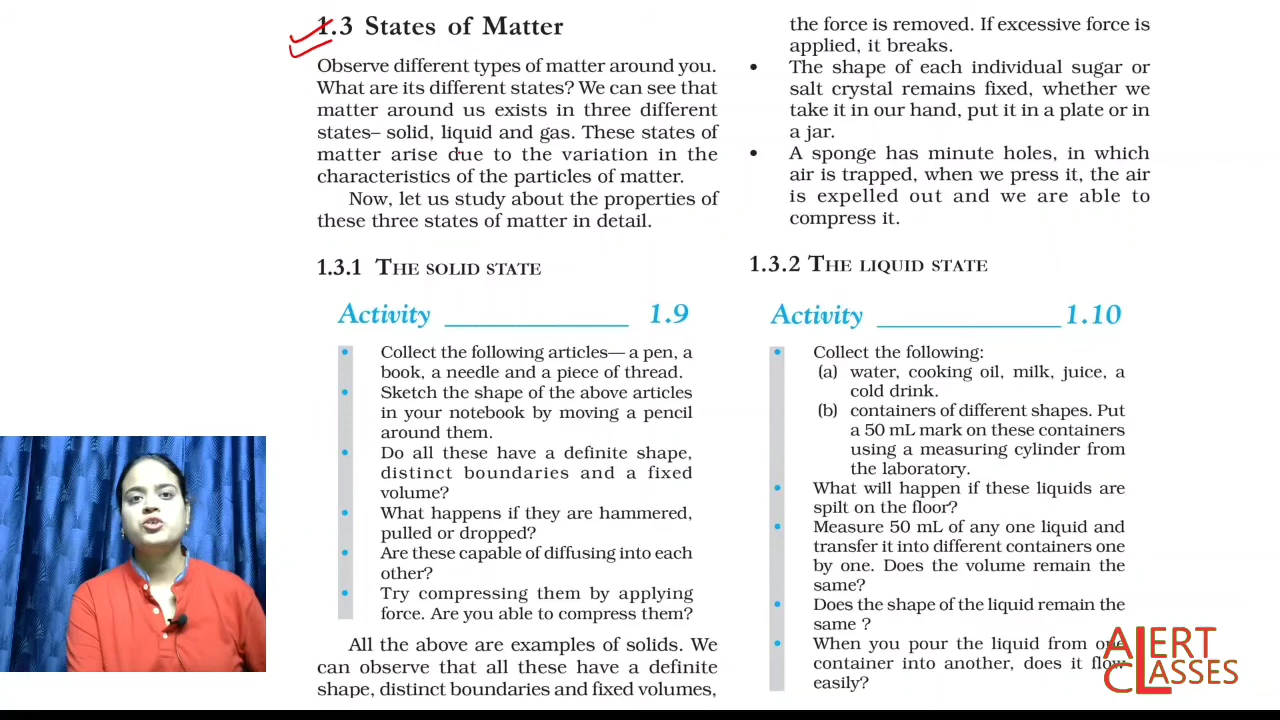 1.3 States of Matter
Observe different types of matter around you.
What are its different states? We can see that
matter around us exists in three different
states– solid, liquid and gas. These states of
matter arise due to the variation in the
characteristics of the particles of matter.
Now, let us study about the properties of
these three states of matter in detail.
1.3.1 THE SOLID STATE
Activity ______________ 1.9
• Collect the following articles— a pen, a
book, a needle and a piece of thread.
• Sketch the shape of the above articles
in your notebook by moving a pencil
around them.
• Do all these have a definite shape,
distinct boundaries and a fixed
volume?
• What happens if they are hammered,
pulled or dropped?
• Are these capable of diffusing into each
other?
• Try compressing them by applying
force. Are you able to compress them?
All the above are examples of solids. We
can observe that all these have a definite
shape, distinct boundaries and fixed volumes,
the force is removed. If excessive force is
applied, it breaks.
• The shape of each individual sugar or
salt crystal remains fixed, whether we
take it in our hand, put it in a plate or in
a jar.
• A sponge has minute holes, in which
air is trapped, when we press it, the air
is expelled out and we are able to
compress it.
1.3.2 THE LIQUID STATE
Activity ______________ 1.10
• Collect the following:
(a) water, cooking oil, milk, juice, a
cold drink.
(b) containers of different shapes. Put
a 50 mL mark on these containers
using a measuring cylinder from
the laboratory.
• What will happen if these liquids are
spilt on the floor?
• Measure 50 mL of any one liquid and
transfer it into different containers one
by one. Does the volume remain the
same?
• Does the shape of the liquid remain the
same ?
• When you pour the liquid from one
container into another, does it flow
easily?
ALERT
CLASSES